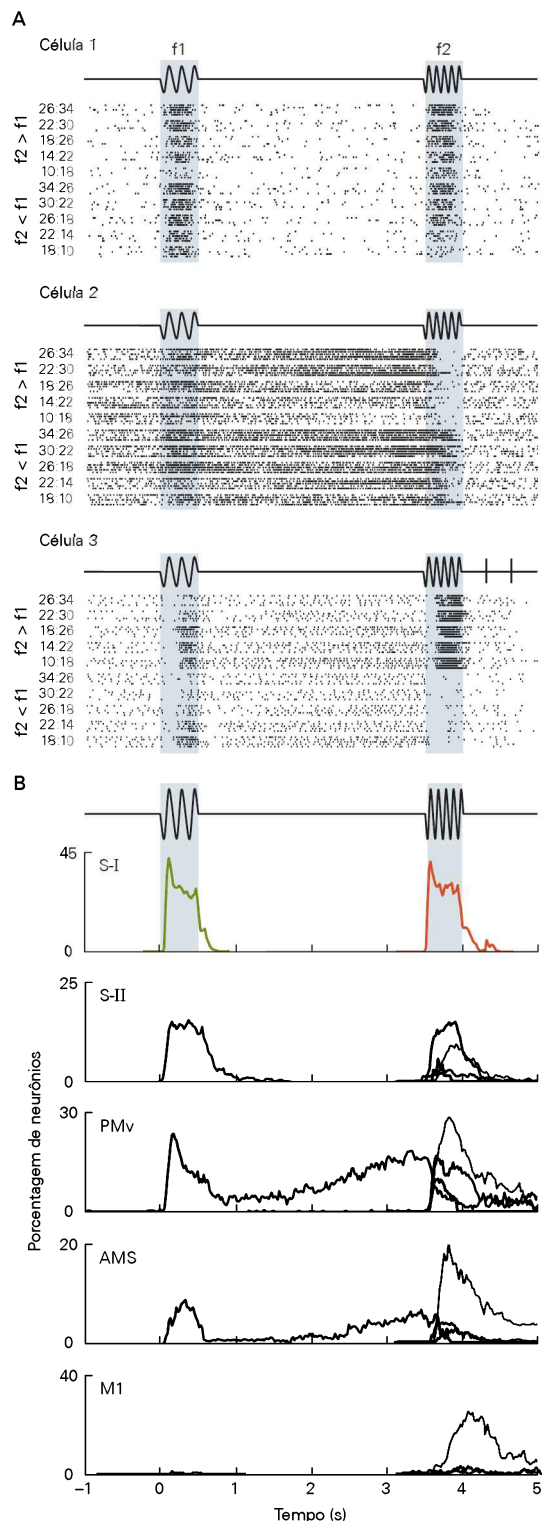 A
Célula 1
f1 f2
f2 > f1
26:34
22:30
18:26
14:22
10:18
f2 < f1
34:26
30:22
26:18
22:14
18:10
Célula 2
f2 > f1
26:34
22:30
18:26
14:22
10:18
f2 < f1
34:26
30:22
26:18
22:14
18:10
Célula 3
f2 > f1
26:34
22:30
18:26
14:22
10:18
f2 < f1
34:26
30:22
26:18
22:14
18:10
B
Porcentagem de neurônios
45
S-I
0
25
S-II
0
30
PMv
0
20
AMS
0
40
M1
0
–1 0 1 2 3 4 5
Tempo (s)